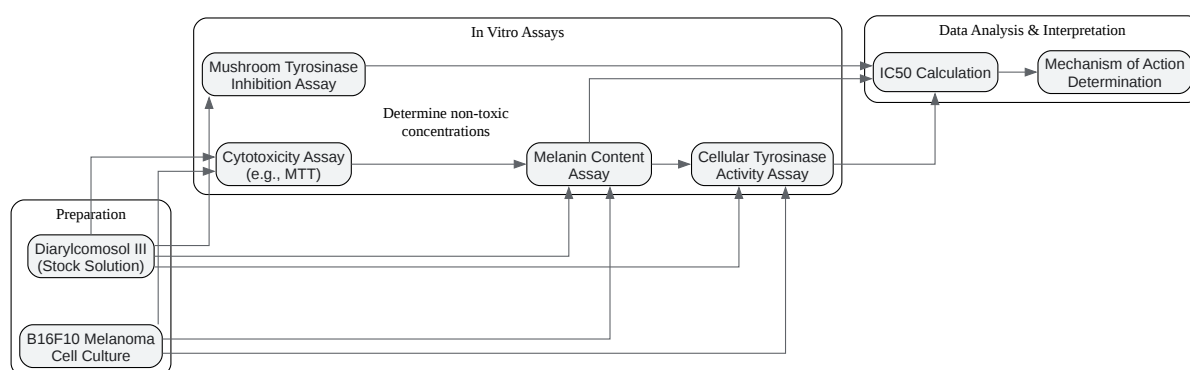 In Vitro Assays
Data Analysis & Interpretation
Mushroom Tyrosinase
Inhibition Assay
IC50 Calculation
Mechanism of Action
Determination
Determine non-toxic
concentrations
Cytotoxicity Assay
(e.g., MTT)
Melanin Content
Assay
Cellular Tyrosinase
Activity Assay
Preparation
Diarylcomosol III
(Stock Solution)
B16F10 Melanoma
Cell Culture